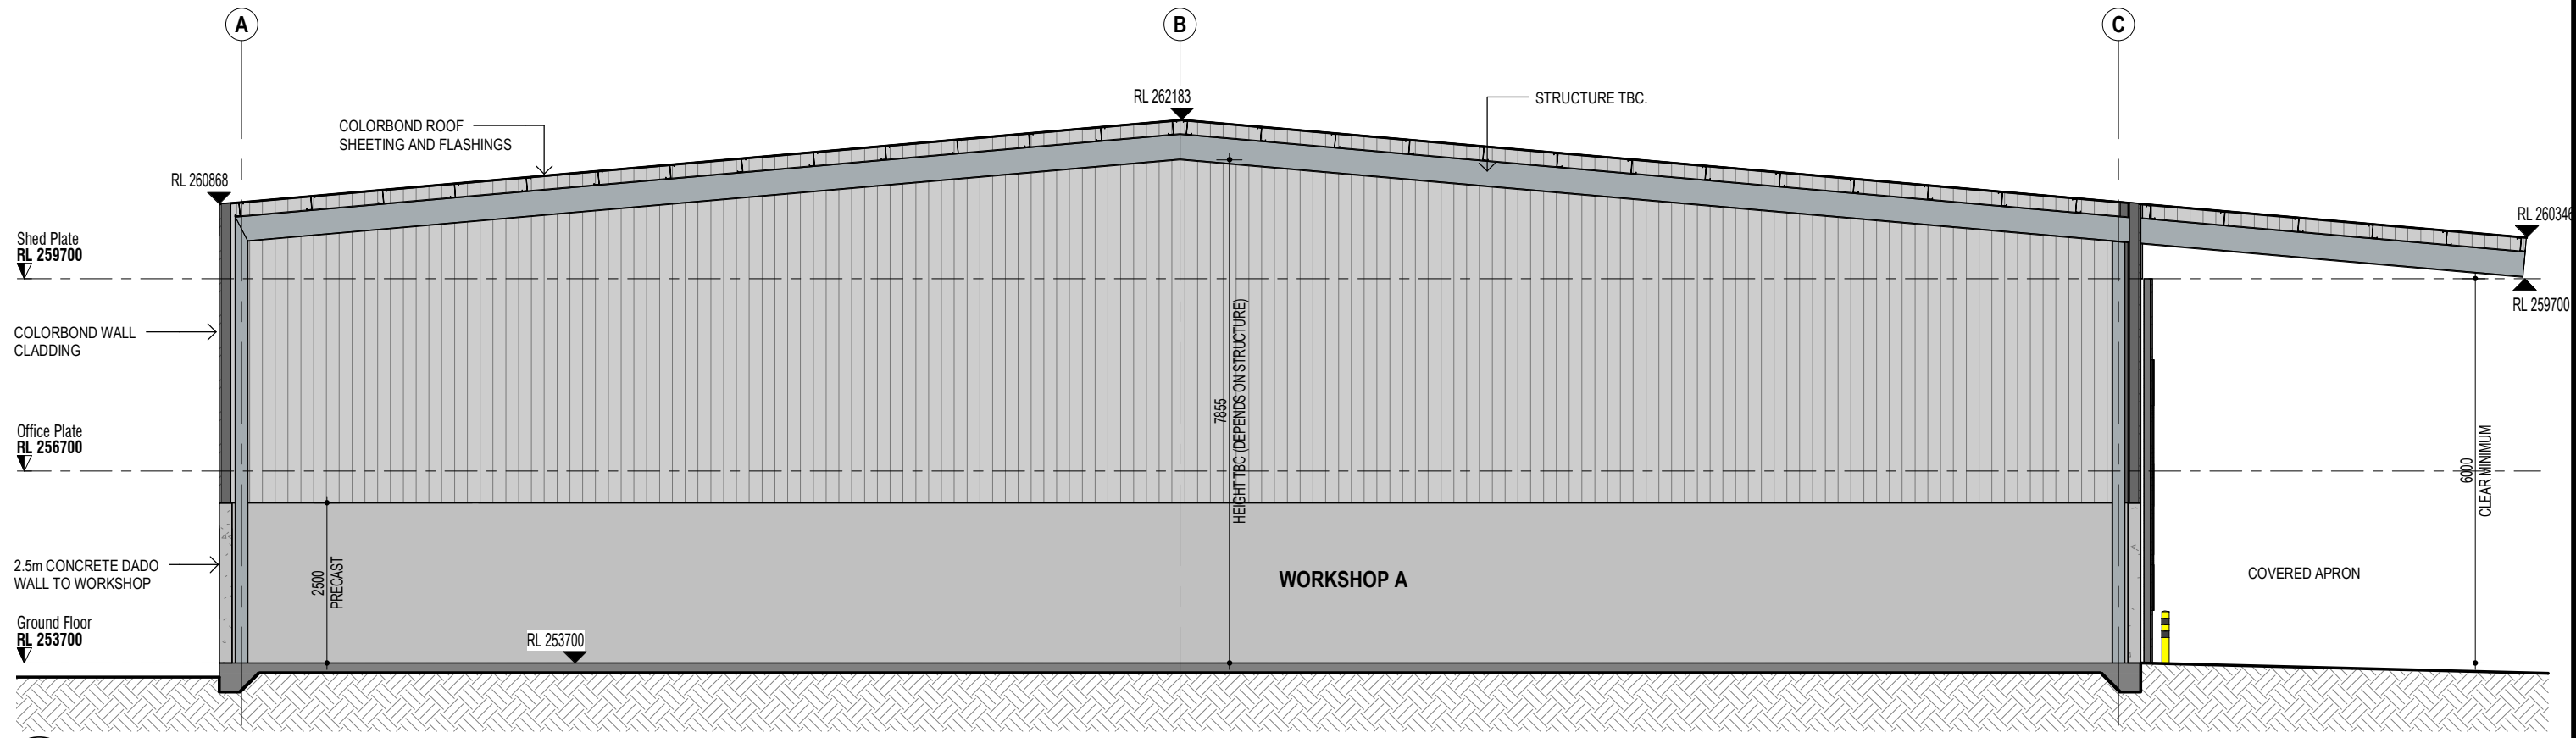 A
B
C
RL 262183
STRUCTURE TBC.
COLORBOND ROOF
SHEETING AND FLASHINGS
RL 260868
RL 260346
Shed Plate
RL 259700
RL 259700
COLORBOND WALL
CLADDING
7855
HEIGHT TBC (DEPENDS ON STRUCTURE)
Office Plate
RL 256700
6000
CLEAR MINIMUM
2.5m CONCRETE DADO
WALL TO WORKSHOP
2500
PRECAST
WORKSHOP A
COVERED APRON
Ground Floor
RL 253700
RL 253700